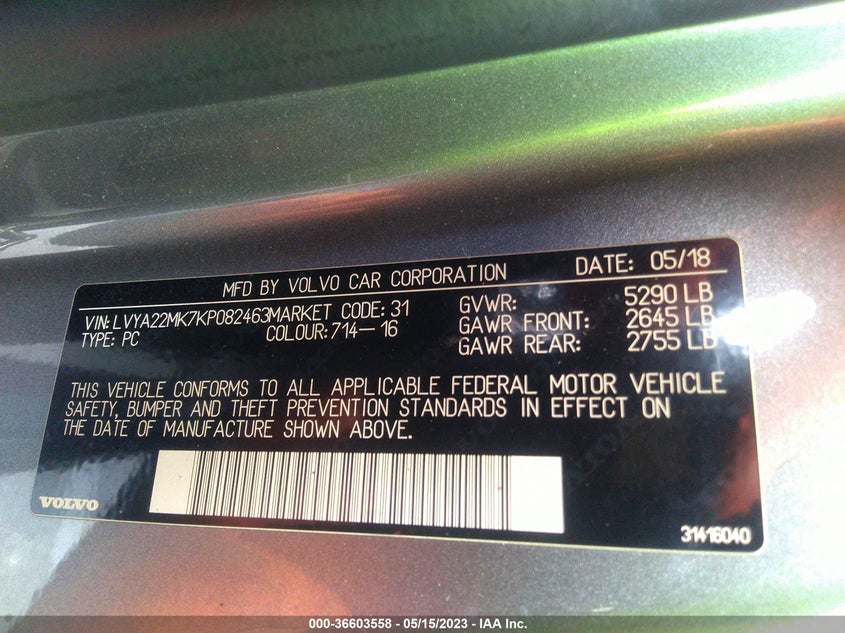 MFD BY VOLVO CAR CORPORATION DATE: 05/18
VIN: LVYA22MK7KP082463 MARKET CODE: 31 GVWR: 5290 LB
TYPE: PC COLOUR: 714-16 GAWR FRONT: 2645 LB
GAWR REAR: 2755 LB
THIS VEHICLE CONFORMS TO ALL APPLICABLE FEDERAL MOTOR VEHICLE
SAFETY, BUMPER AND THEFT PREVENTION STANDARDS IN EFFECT ON
THE DATE OF MANUFACTURE SHOWN ABOVE.
VOLVO
31416040
000-36603558 - 05/15/2023 - IAA Inc.